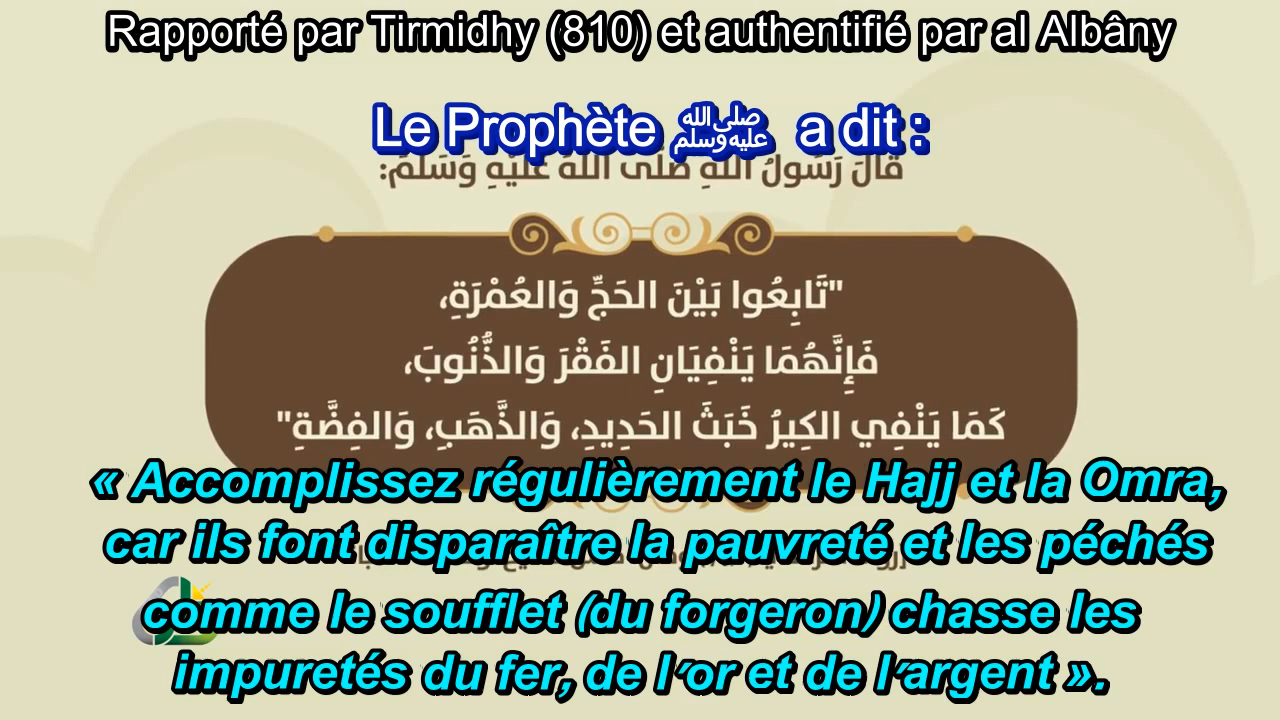 Rapporté par Tirmidhy (810) et authentifié par al Albâny
Le Prophète ﷺ a dit :
قَالَ رَسُولُ اللَّهِ صَلَّى اللَّهُ عَلَيْهِ وَسَلَّمَ:
"تَابِعُوا بَيْنَ الحَجِّ وَالعُمْرَةِ،
فَإِنَّهُمَا يَنْفِيَانِ الفَقْرَ وَالذُّنُوبَ،
كَمَا يَنْفِي الكِيرُ خَبَثَ الحَدِيدِ، وَالذَّهَبِ، وَالفِضَّةِ"
« Accomplissez régulièrement le Hajj et la Omra,
car ils font disparaître la pauvreté et les péchés
comme le soufflet (du forgeron) chasse les
impuretés du fer, de l'or et de l'argent ».